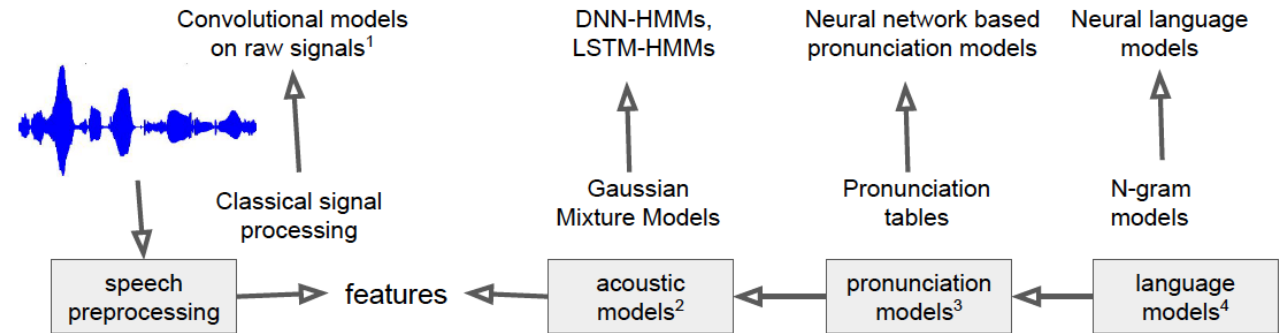 Convolutional models
on raw signals¹
DNN-HMMs,
LSTM-HMMs
Neural network based
pronunciation models
Neural language
models
Classical signal
processing
Gaussian
Mixture Models
Pronunciation
tables
N-gram
models
speech
preprocessing
features
acoustic
models²
pronunciation
models³
language
models⁴